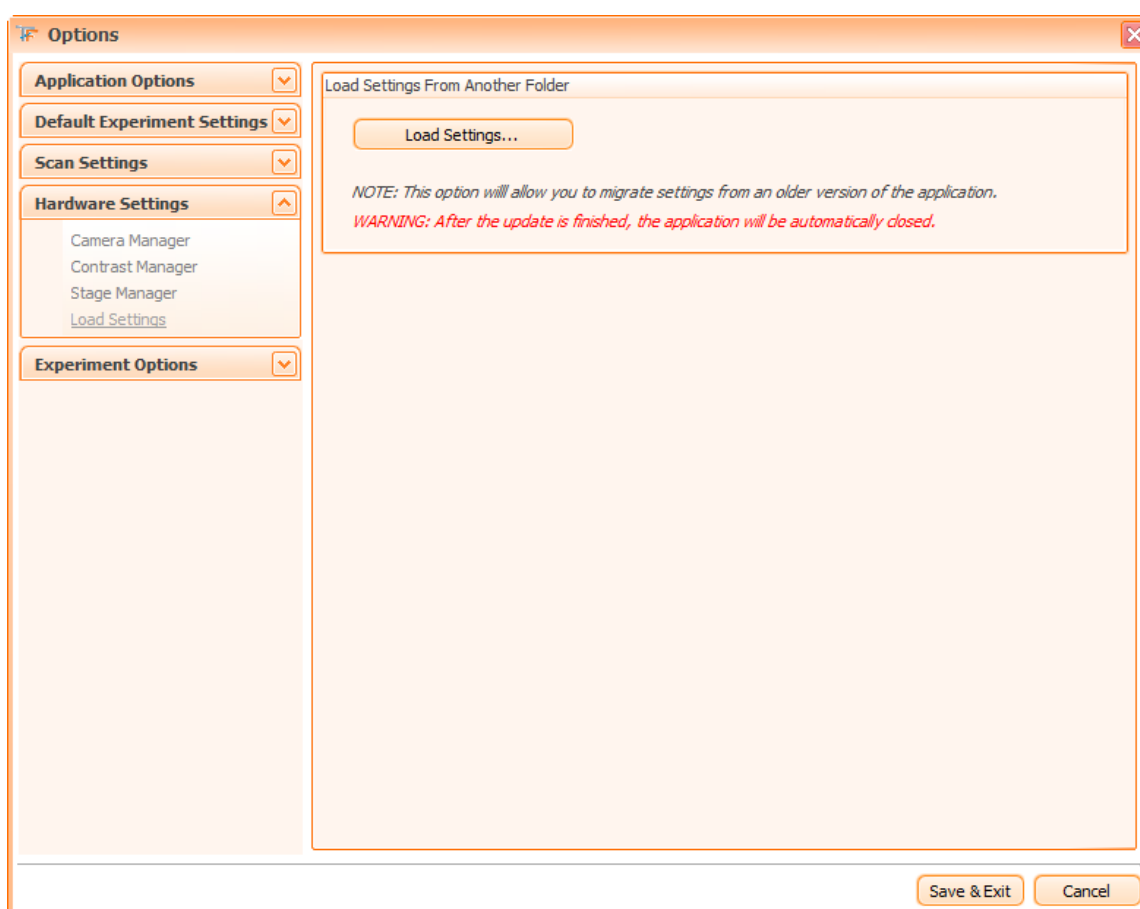 Options
Application Options
Default Experiment Settings
Scan Settings
Hardware Settings
Camera Manager
Contrast Manager
Stage Manager
Load Settings
Experiment Options
Load Settings From Another Folder
Load Settings...
NOTE: This option willl allow you to migrate settings from an older version of the application.
WARNING: After the update is finished, the application will be automatically closed.
Save & Exit
Cancel